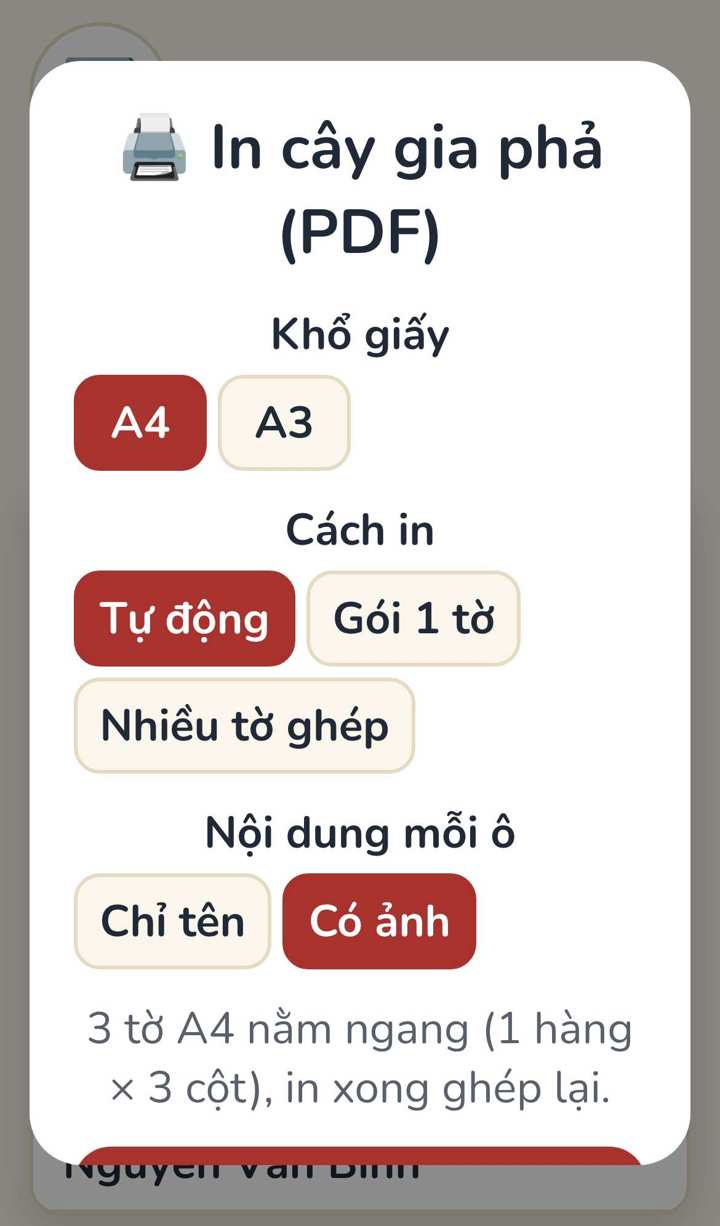 In cây gia phả
(PDF)
Khổ giấy
A4 A3
Cách in
Tự động Gói 1 tờ
Nhiều tờ ghép
Nội dung mỗi ô
Chỉ tên Có ảnh
3 tờ A4 nằm ngang (1 hàng
× 3 cột), in xong ghép lại.